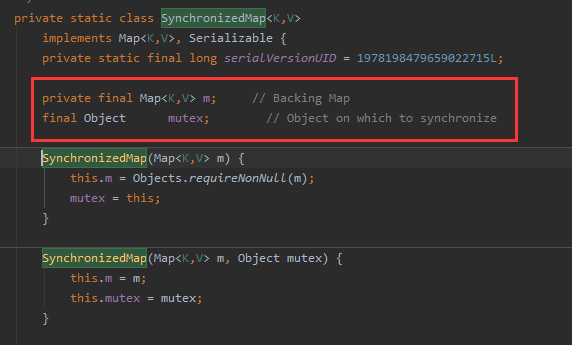 private static class SynchronizedMap<K,V>
implements Map<K,V>, Serializable {
private static final long serialVersionUID = 1978198479659022715L;
private final Map<K,V> m;     // Backing Map
final Object      mutex;        // Object on which to synchronize
SynchronizedMap(Map<K,V> m) {
this.m = Objects.requireNonNull(m);
mutex = this;
}
SynchronizedMap(Map<K,V> m, Object mutex) {
this.m = m;
this.mutex = mutex;
}